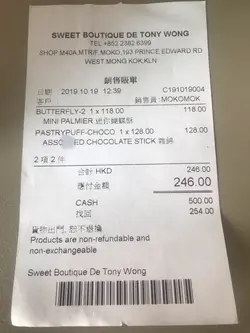 SWEET BOUTIQUE DE TONY WONG
TEL:+852 2382 6399
SHOP M40A,MTR/F,MOKO,193 PRINCE EDWARD RD
WEST MONG KOK,KLN
銷售賬單
日期 :2019.10.19 12:39 C191019004
客戶: 銷售員 :MOKOMOK
BUTTERFLY-2 1 x 118.00 118.00
MINI PALMIER 迷你蝴蝶酥
PASTRYPUFF-CHOCO 1 x 128.00 128.00
CHOCOLATE STICK
2 項 2 件
合計 HKD 246.00
應付金額 246.00
CASH 500.00
找回 254.00
貨物出門, 恕不退換
Products are non-refundable and
non-exchangeable
Sweet Boutique De Tony Wong